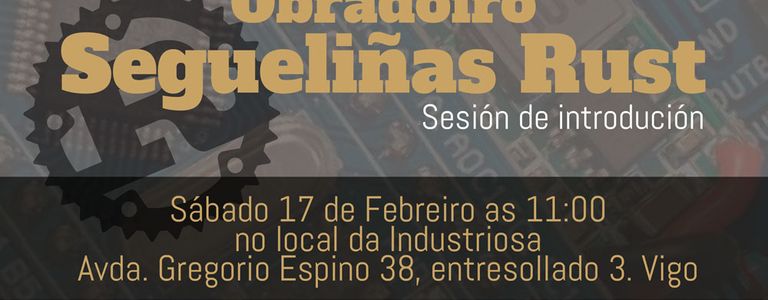 Obradoiro
Segueliñas Rust
Sesión de introdución
Sábado 17 de Febreiro as 11:00
no local da Industriosa
Avda. Gregorio Espino 38, entresollado 3. Vigo